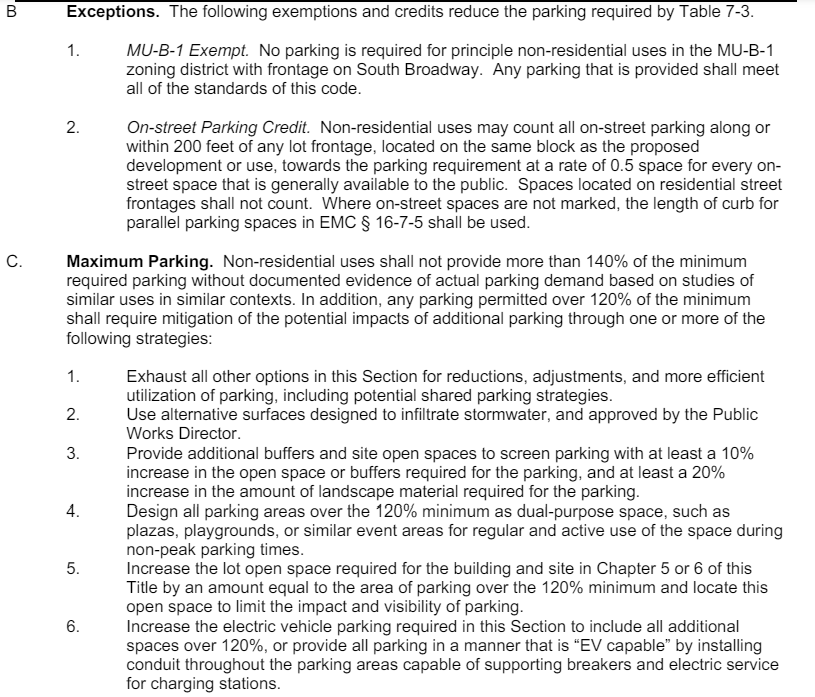 B Exceptions. The following exemptions and credits reduce the parking required by Table 7-3.
1. MU-B-1 Exempt. No parking is required for principle non-residential uses in the MU-B-1
zoning district with frontage on South Broadway. Any parking that is provided shall meet
all of the standards of this code.
2. On-street Parking Credit. Non-residential uses may count all on-street parking along or
within 200 feet of any lot frontage, located on the same block as the proposed
development or use, towards the parking requirement at a rate of 0.5 space for every on-
street space that is generally available to the public. Spaces located on residential street
frontages shall not count. Where on-street spaces are not marked, the length of curb for
parallel parking spaces in EMC § 16-7-5 shall be used.
C. Maximum Parking. Non-residential uses shall not provide more than 140% of the minimum
required parking without documented evidence of actual parking demand based on studies of
similar uses in similar contexts. In addition, any parking permitted over 120% of the minimum
shall require mitigation of the potential impacts of additional parking through one or more of the
following strategies:
1. Exhaust all other options in this Section for reductions, adjustments, and more efficient
utilization of parking, including potential shared parking strategies.
2. Use alternative surfaces designed to infiltrate stormwater, and approved by the Public
Works Director.
3. Provide additional buffers and site open spaces to screen parking with at least a 10%
increase in the open space or buffers required for the parking, and at least a 20%
increase in the amount of landscape material required for the parking.
4. Design all parking areas over the 120% minimum as dual-purpose space, such as
plazas, playgrounds, or similar event areas for regular and active use of the space during
non-peak parking times.
5. Increase the lot open space required for the building and site in Chapter 5 or 6 of this
Title by an amount equal to the area of parking over the 120% minimum and locate this
open space to limit the impact and visibility of parking.
6. Increase the electric vehicle parking required in this Section to include all additional
spaces over 120%, or provide all parking in a manner that is “EV capable” by installing
conduit throughout the parking areas capable of supporting breakers and electric service
for charging stations.